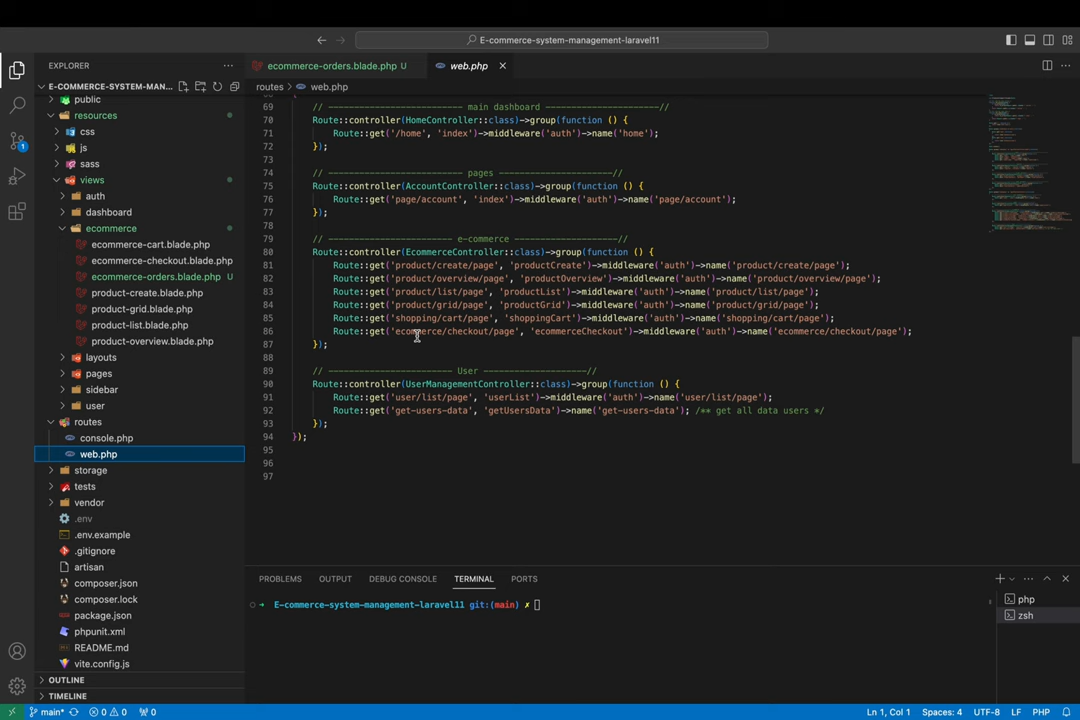 E-commerce-system-management-laravel11
EXPLORER
E-COMMERCE-SYSTEM-MAN...
public
resources
css
js
sass
views
auth
dashboard
ecommerce
ecommerce-cart.blade.php
ecommerce-checkout.blade.php
ecommerce-orders.blade.php U
product-create.blade.php
product-grid.blade.php
product-list.blade.php
product-overview.blade.php
layouts
pages
sidebar
user
routes
console.php
web.php
storage
tests
vendor
.env
.env.example
.gitignore
artisan
composer.json
composer.lock
package.json
phpunit.xml
README.md
vite.config.js
OUTLINE
TIMELINE
ecommerce-orders.blade.php U
web.php
routes > web.php
69 // -------------------------- main dashboard ------------------------//
70 Route::controller(HomeController::class)->group(function () {
71 Route::get('/home', 'index')->middleware('auth')->name('home');
72 });
73
74 // -------------------------- pages ----------------------//
75 Route::controller(AccountController::class)->group(function () {
76 Route::get('page/account', 'index')->middleware('auth')->name('page/account');
77 });
78
79 // ------------------------ e-commerce ----------------------//
80 Route::controller(EcommerceController::class)->group(function () {
81 Route::get('product/create/page', 'productCreate')->middleware('auth')->name('product/create/page');
82 Route::get('product/overview/page', 'productOverview')->middleware('auth')->name('product/overview/page');
83 Route::get('product/list/page', 'productList')->middleware('auth')->name('product/list/page');
84 Route::get('product/grid/page', 'productGrid')->middleware('auth')->name('product/grid/page');
85 Route::get('shopping/cart/page', 'shoppingCart')->middleware('auth')->name('shopping/cart/page');
86 Route::get('ecommerce/checkout/page', 'ecommerceCheckout')->middleware('auth')->name('ecommerce/checkout/page');
87 });
88
89 // ------------------------ User --------------------//
90 Route::controller(UserManagementController::class)->group(function () {
91 Route::get('user/list/page', 'userList')->middleware('auth')->name('user/list/page');
92 Route::get('get-users-data', 'getUsersData')->name('get-users-data'); /** get all data users */
93 });
94 });
95
96
97
PROBLEMS OUTPUT DEBUG CONSOLE TERMINAL PORTS
E-commerce-system-management-laravel11 git:(main) ✗
php
zsh
1
main* 0 0 0 Ln 1, Col 1 Spaces: 4 UTF-8 LF PHP